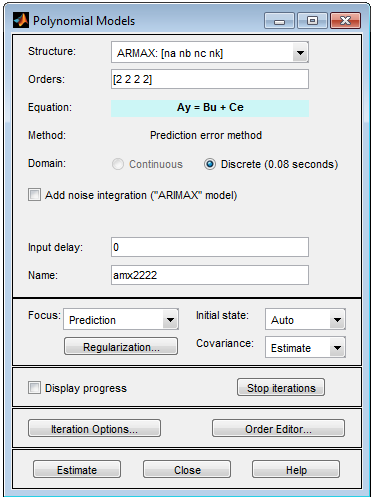 Polynomial Models
Structure: ARMAX: [na nb nc nk]
Orders: [2 2 2 2]
Equation: Ay = Bu + Ce
Method: Prediction error method
Domain: Continuous Discrete (0.08 seconds)
Add noise integration ("ARIMAX" model)
Input delay: 0
Name: amx2222
Focus: Prediction Initial state: Auto
Regularization... Covariance: Estimate
Display progress Stop iterations
Iteration Options... Order Editor...
Estimate Close Help